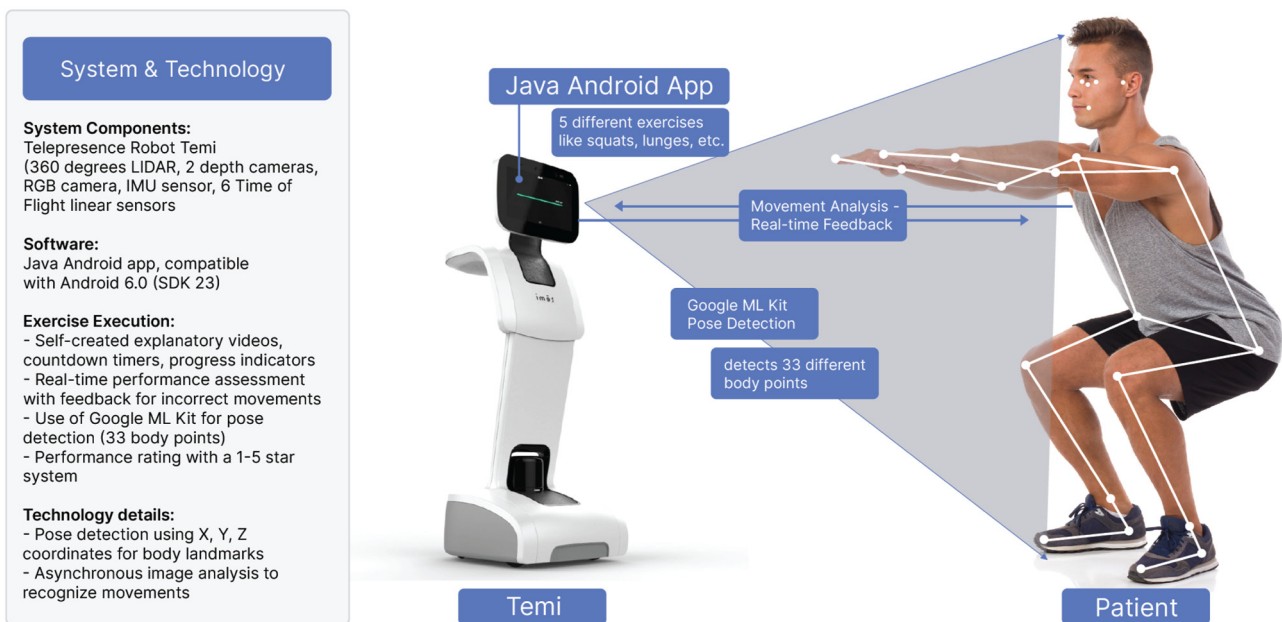 System & Technology
System Components:
Telepresence Robot Temi
(360 degrees LIDAR, 2 depth cameras,
RGB camera, IMU sensor, 6 Time of
Flight linear sensors
Software:
Java Android app, compatible
with Android 6.0 (SDK 23)
Exercise Execution:
- Self-created explanatory videos,
countdown timers, progress indicators
- Real-time performance assessment
with feedback for incorrect movements
- Use of Google ML Kit for pose
detection (33 body points)
- Performance rating with a 1-5 star
system
Technology details:
- Pose detection using X, Y, Z
coordinates for body landmarks
- Asynchronous image analysis to
recognize movements
Java Android App
5 different exercises
like squats, lunges, etc.
Movement Analysis -
Real-time Feedback
Google ML Kit
Pose Detection
detects 33 different
body points
Temi
Patient